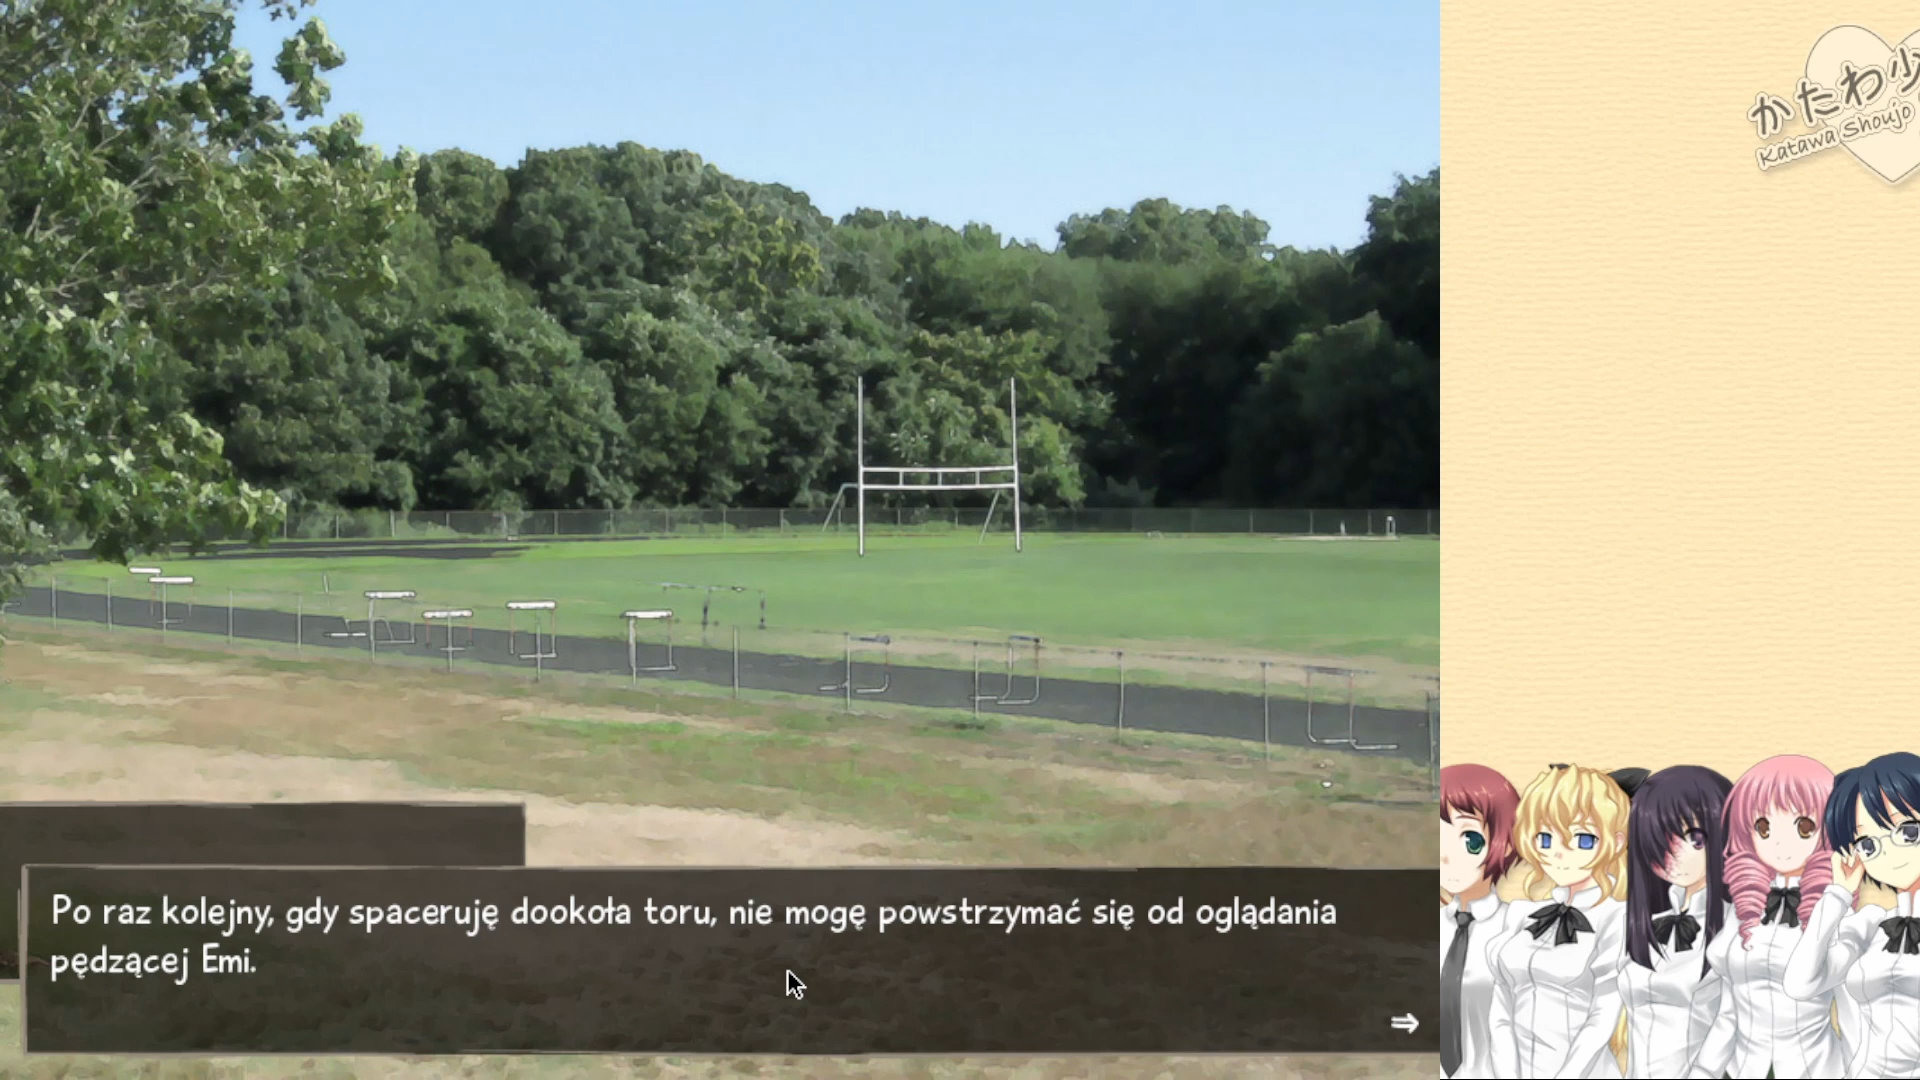 かたわ少
Katawa Shoujo
Po raz kolejny, gdy spaceruję dookoła toru, nie mogę powstrzymać się od oglądania
pędzącej Emi.